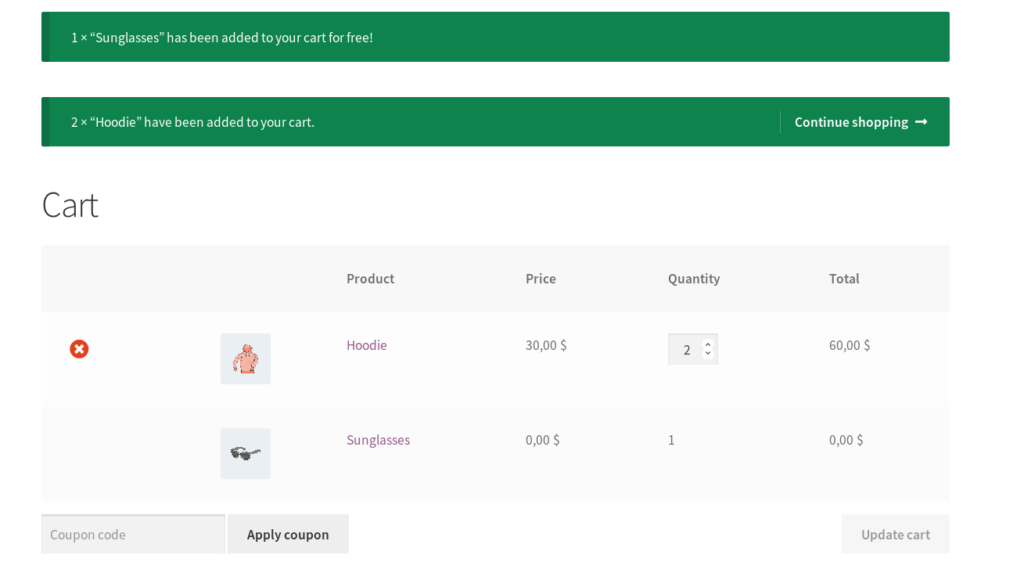 1 × “Sunglasses” has been added to your cart for free!
2 × “Hoodie” have been added to your cart.
Continue shopping
Cart
Product Price Quantity Total
Hoodie 30,00 $ 2 60,00 $
Sunglasses 0,00 $ 1 0,00 $
Coupon code Apply coupon Update cart